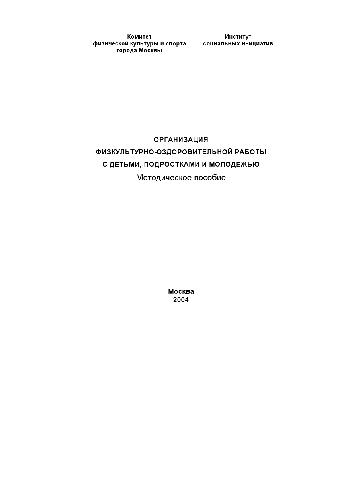 Комитет
физической культуры и спорта
города Москвы
Институт
социальных инициатив
ОРГАНИЗАЦИЯ
ФИЗКУЛЬТУРНО-ОЗДОРОВИТЕЛЬНОЙ РАБОТЫ
С ДЕТЬМИ, ПОДРОСТКАМИ И МОЛОДЕЖЬЮ
Методическое пособие
Москва
2004